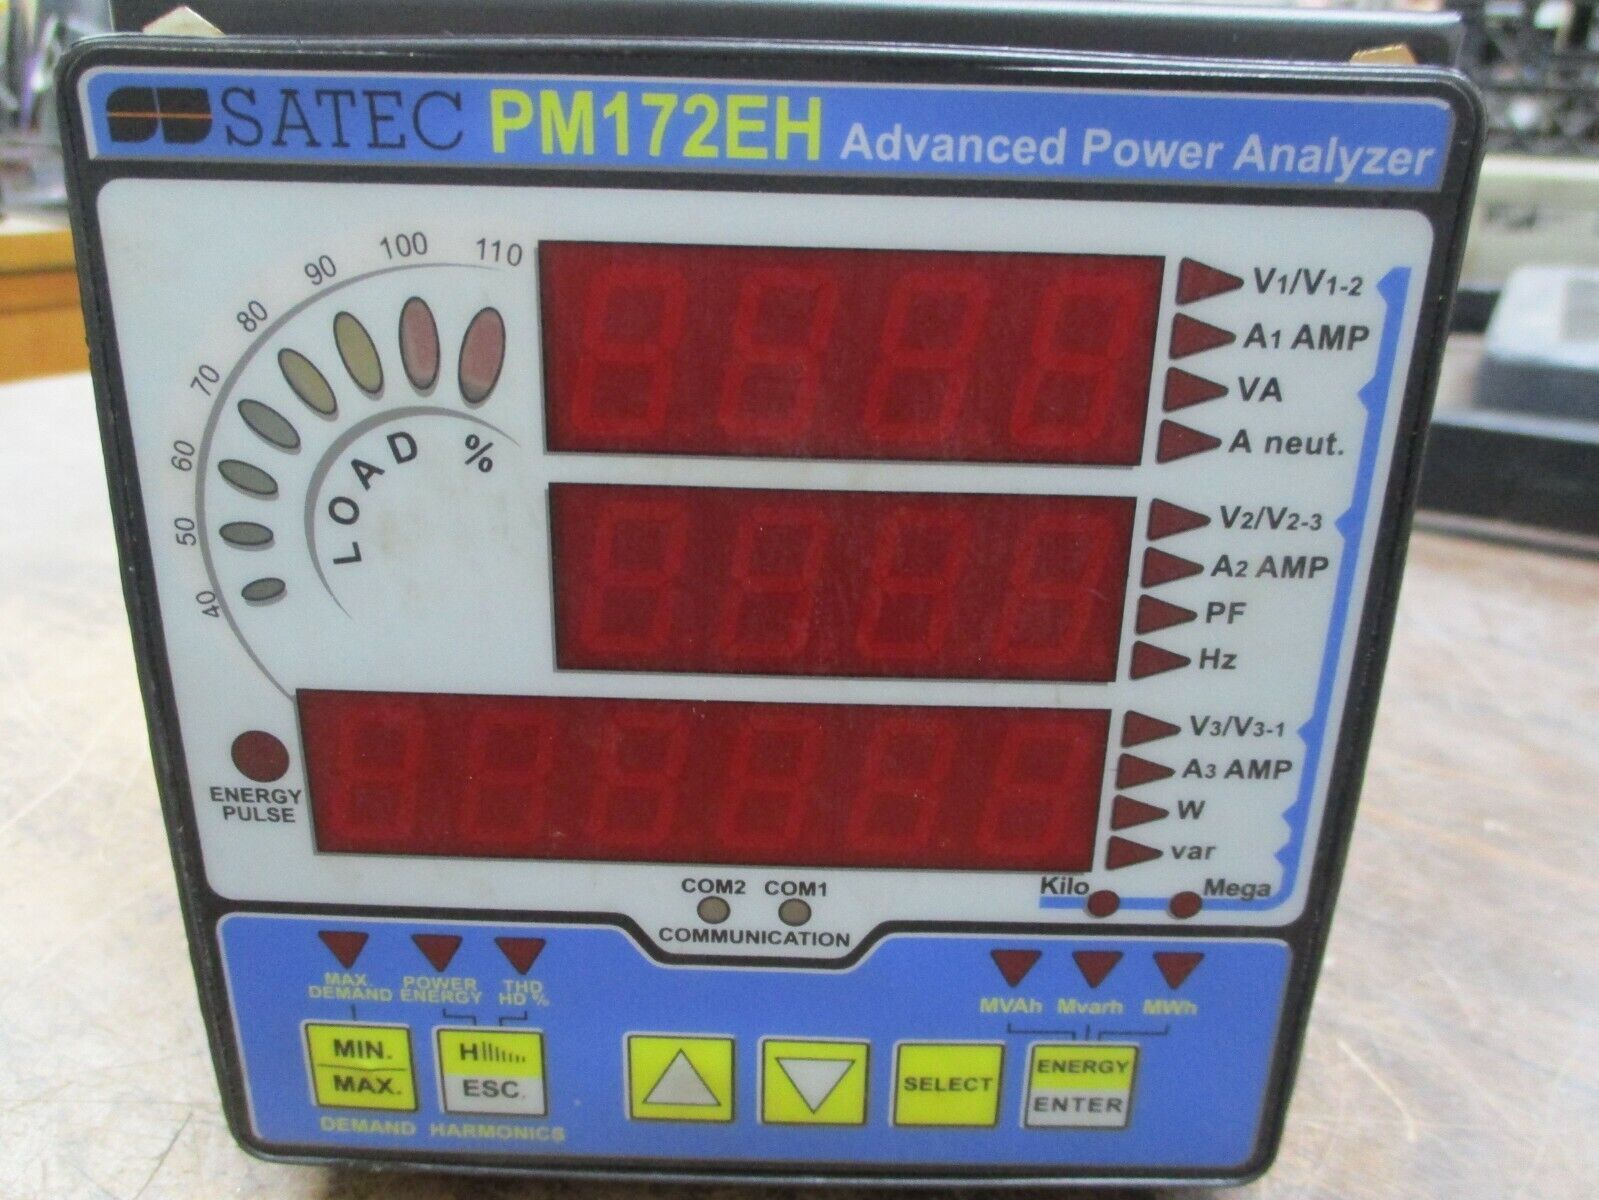 SATEC PM172EH Advanced Power Analyzer
40 50 60 70 80 90 100 110
LOAD %
V1/V1-2
A1 AMP
VA
A neut.
V2/V2-3
A2 AMP
PF
Hz
V3/V3-1
A3 AMP
W
var
Kilo Mega
ENERGY
PULSE
COM2 COM1
COMMUNICATION
MAX.
DEMAND
POWER
ENERGY
THD
HD %
MVAh Mvarh MWh
MIN.
MAX.
H
ESC.
SELECT
ENERGY
ENTER
DEMAND HARMONICS